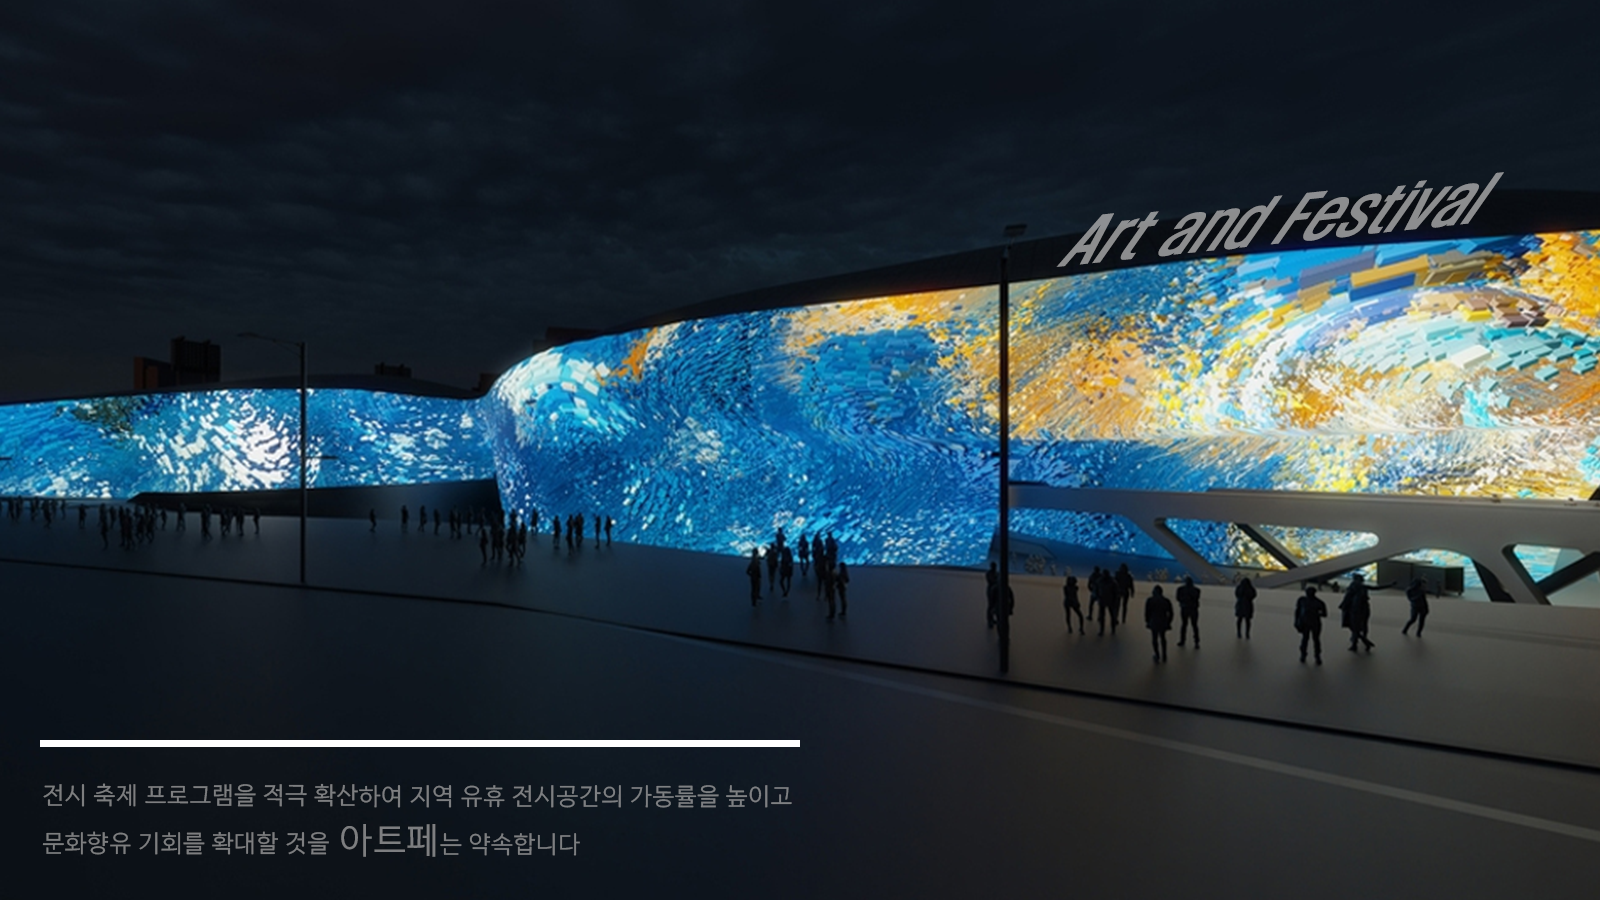 Art and Festival
전시 축제 프로그램을 적극 확산하여 지역 유휴 전시공간의 가동률을 높이고
문화향유 기회를 확대할 것을 아트페는 약속합니다